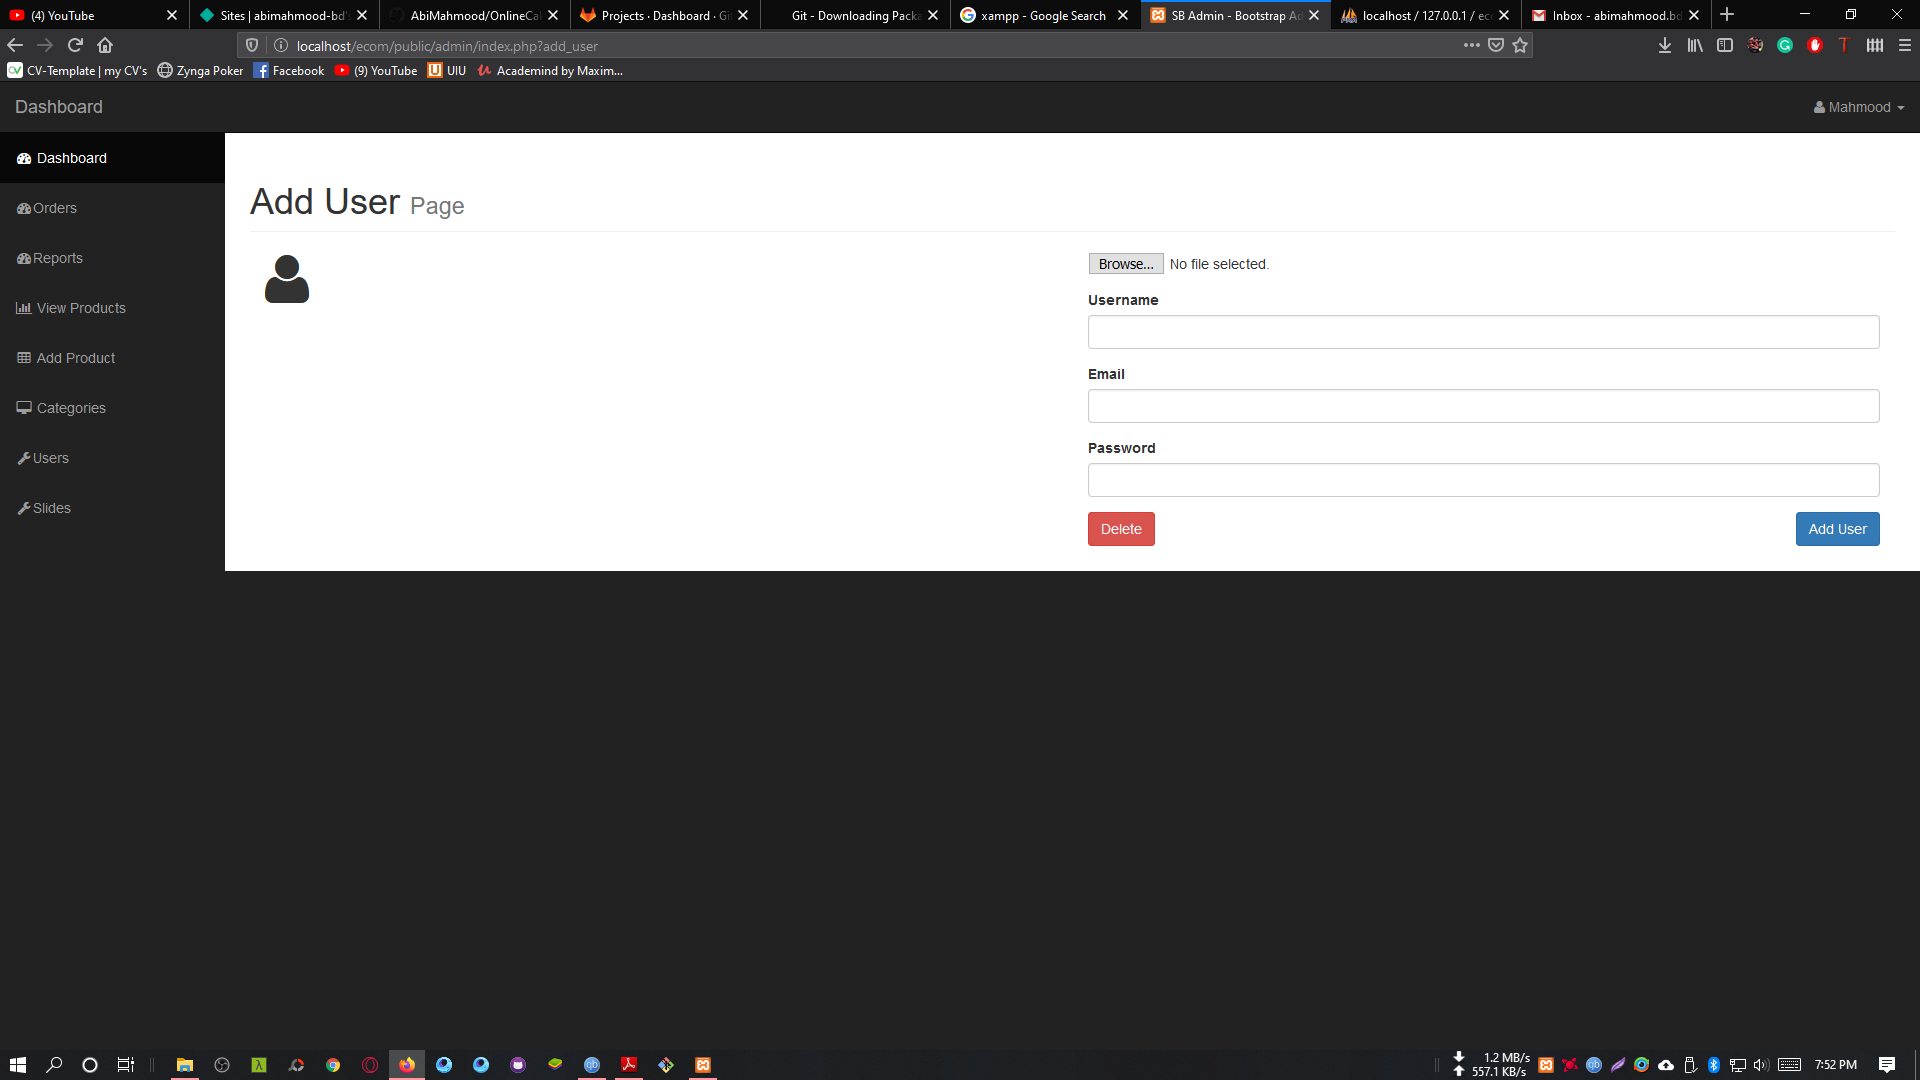 (4) YouTube
Sites | abimahmood-bd's
AbiMahmood/OnlineCal
Projects · Dashboard · Gi
Git - Downloading Packa
xampp - Google Search
SB Admin - Bootstrap Ad
localhost / 127.0.0.1 / eco
Inbox - abimahmood.bd
localhost/ecom/public/admin/index.php?add_user
CV-Template | my CV's
Zynga Poker
Facebook
(9) YouTube
UIU
Academind by Maxim...
Dashboard
Mahmood
Dashboard
Orders
Reports
View Products
Add Product
Categories
Users
Slides
Add User Page
Browse... No file selected.
Username
Email
Password
Delete
Add User
1.2 MB/s
557.1 KB/s
7:52 PM